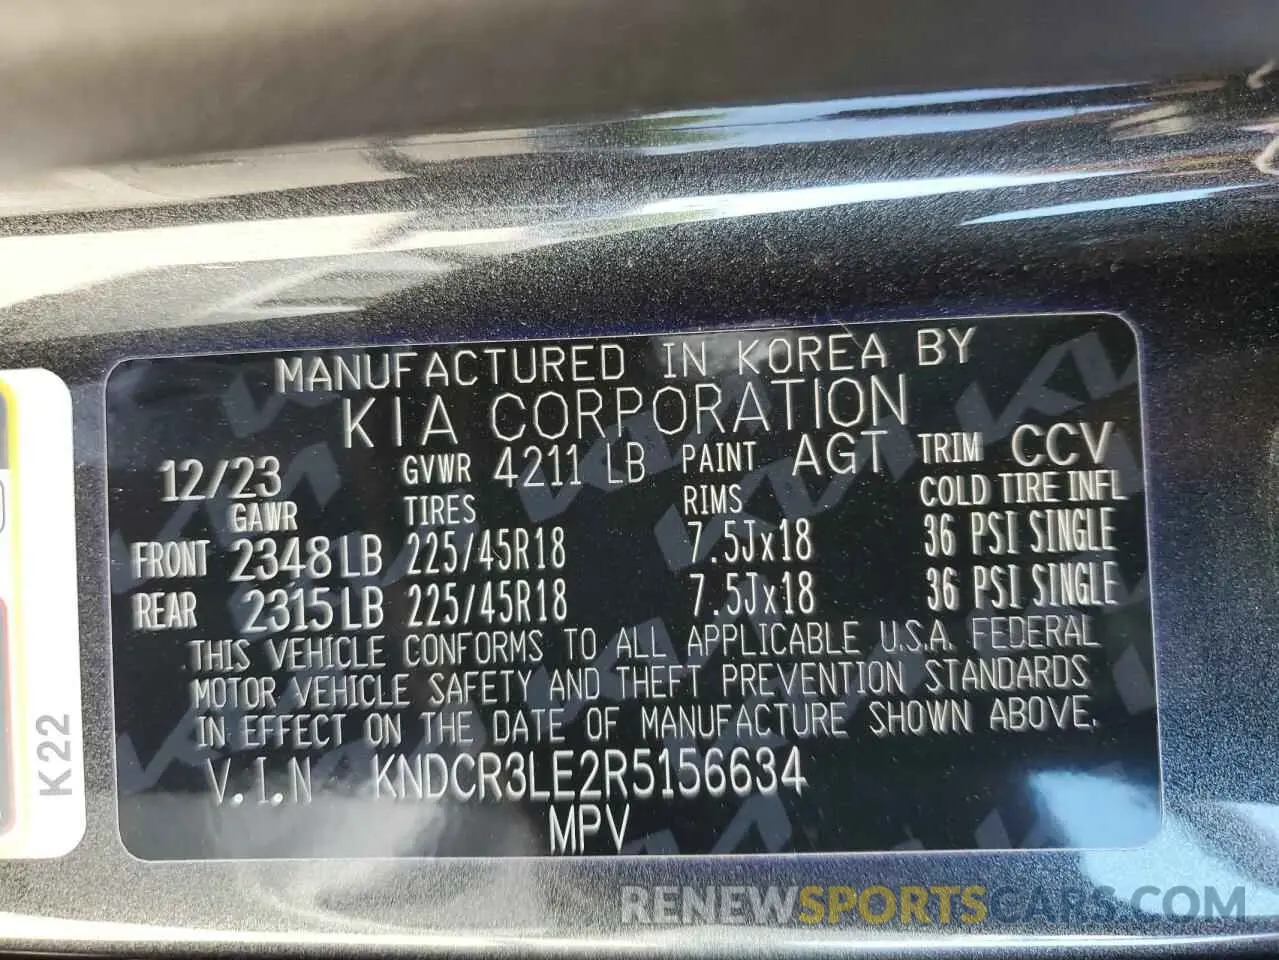 MANUFACTURED IN KOREA BY
KIA CORPORATION
12/23 GVWR 4211 LB PAINT AGT TRIM CCV
GAWR TIRES RIMS COLD TIRE INFL
FRONT 2348 LB 225/45R18 7.5Jx18 36 PSI SINGLE
REAR 2315 LB 225/45R18 7.5Jx18 36 PSI SINGLE
THIS VEHICLE CONFORMS TO ALL APPLICABLE U.S.A. FEDERAL
MOTOR VEHICLE SAFETY AND THEFT PREVENTION STANDARDS
IN EFFECT ON THE DATE OF MANUFACTURE SHOWN ABOVE.
V.I.N KNDCR3LE2R5156634
MPV
K22
RENEWSPORTSCARS.COM